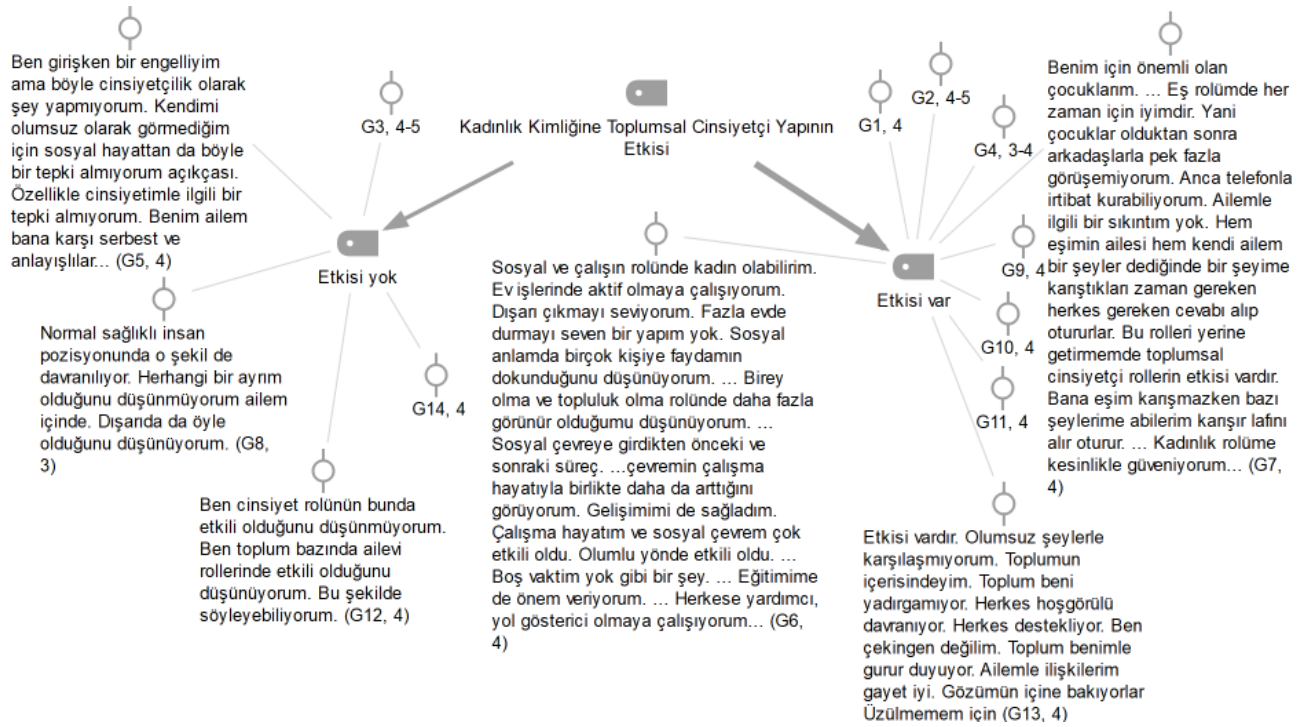 Ben girişken bir engelliyim
ama böyle cinsiyetçilik olarak
şey yapmıyorum. Kendimi
olumsuz olarak görmediğim
için sosyal hayattan da böyle
bir tepki almıyorum açıkçası.
Özellikle cinsiyetimle ilgili bir
tepki almıyorum. Benim ailem
bana karşı serbest ve
anlayışlılar... (G5, 4)
G3, 4-5
Kadınlık Kimliğine Toplumsal Cinsiyetçi Yapının
Etkisi
G1, 4
G2, 4-5
G4, 3-4
Benim için önemli olan
çocuklarım. ... Eş rolümde her
zaman için iyimdir. Yani
çocuklar olduktan sonra
arkadaşlarla pek fazla
görüşemiyorum. Anca telefonla
irtibat kurabiliyorum. Ailemle
ilgili bir sıkıntım yok. Hem
eşimin ailesi hem kendi ailem
bir şeyler dediğinde bir şeyime
karıştıkları zaman gereken
herkes gereken cevabı alıp
otururlar. Bu rolleri yerine
getirmemde toplumsal
cinsiyetçi rollerin etkisi vardır.
Bana eşim karışmazken bazı
şeylerime abilerim karışır lafını
alır oturur. ... Kadınlık rolüme
kesinlikle güveniyorum... (G7,
4)
Etkisi yok
Etkisi var
G9, 4
G10, 4
G11, 4
Normal sağlıklı insan
pozisyonunda o şekil de
davranılıyor. Herhangi bir ayrım
olduğunu düşünmüyorum ailem
içinde. Dışarıda da öyle
olduğunu düşünüyorum. (G8,
3)
G14, 4
Ben cinsiyet rolünün bunda
etkili olduğunu düşünmüyorum.
Ben toplum bazında ailevi
rollerinde etkili olduğunu
düşünüyorum. Bu şekilde
söyleyebiliyorum. (G12, 4)
Sosyal ve çalışın rolünde kadın olabilirim.
Ev işlerinde aktif olmaya çalışıyorum.
Dışarı çıkmayı seviyorum. Fazla evde
durmayı seven bir yapım yok. Sosyal
anlamda birçok kişiye faydamın
dokunduğunu düşünüyorum. ... Birey
olma ve topluluk olma rolünde daha fazla
görünür olduğumu düşünüyorum. ...
Sosyal çevreye girdikten önceki ve
sonraki süreç. ...çevremin çalışma
hayatıyla birlikte daha da arttığını
görüyorum. Gelişimimi de sağladım.
Çalışma hayatım ve sosyal çevrem çok
etkili oldu. Olumlu yönde etkili oldu. ...
Boş vaktim yok gibi bir şey. ... Eğitimime
de önem veriyorum. ... Herkese yardımcı,
yol gösterici olmaya çalışıyorum... (G6,
4)
Etkisi vardır. Olumsuz şeylerle
karşılaşmıyorum. Toplumun
içerisindeyim. Toplum beni
yadırgamıyor. Herkes hoşgörülü
davranıyor. Herkes destekliyor. Ben
çekingen değilim. Toplum benimle
gurur duyuyor. Ailemle ilişkilerim
gayet iyi. Gözümün içine bakıyorlar
Üzülmemem için (G13, 4)